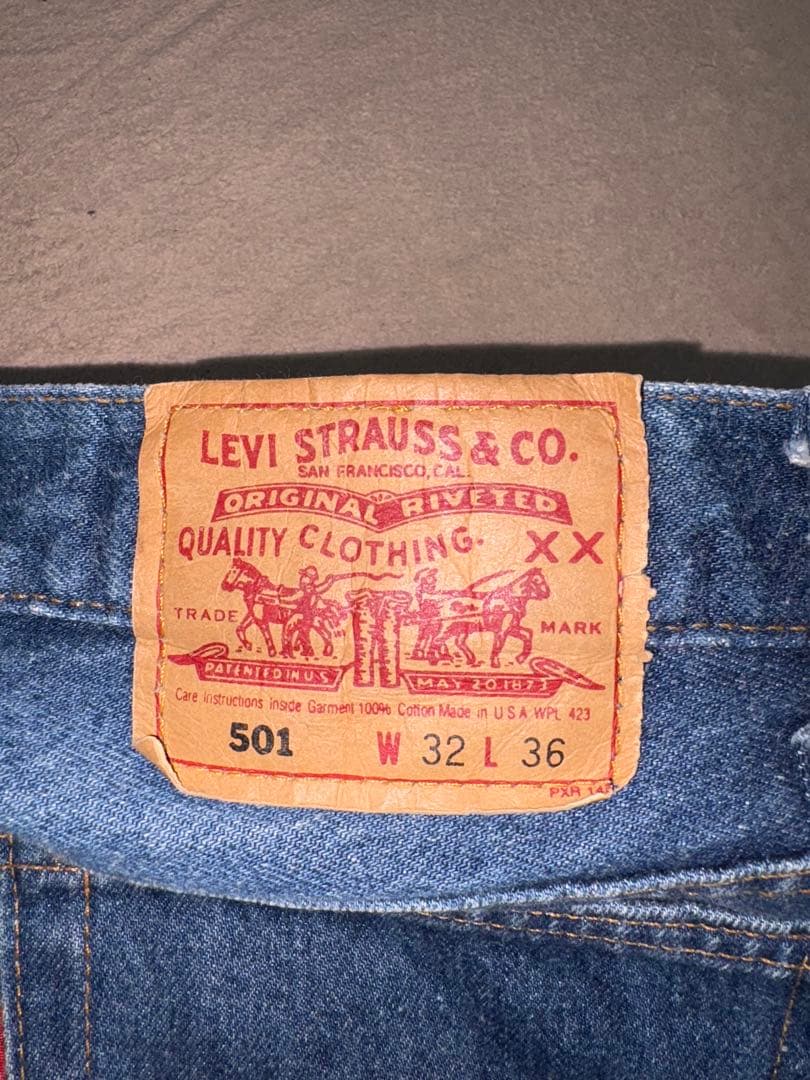 LEVI STRAUSS & CO.
SAN FRANCISCO, CAL.
ORIGINAL RIVETED
QUALITY CLOTHING. XX
TRADE MARK
PATENTED IN U.S. MAY 20 1873
Care Instructions Inside Garment 100% Cotton Made in U S A WPL 423
501 W 32 L 36
PXR